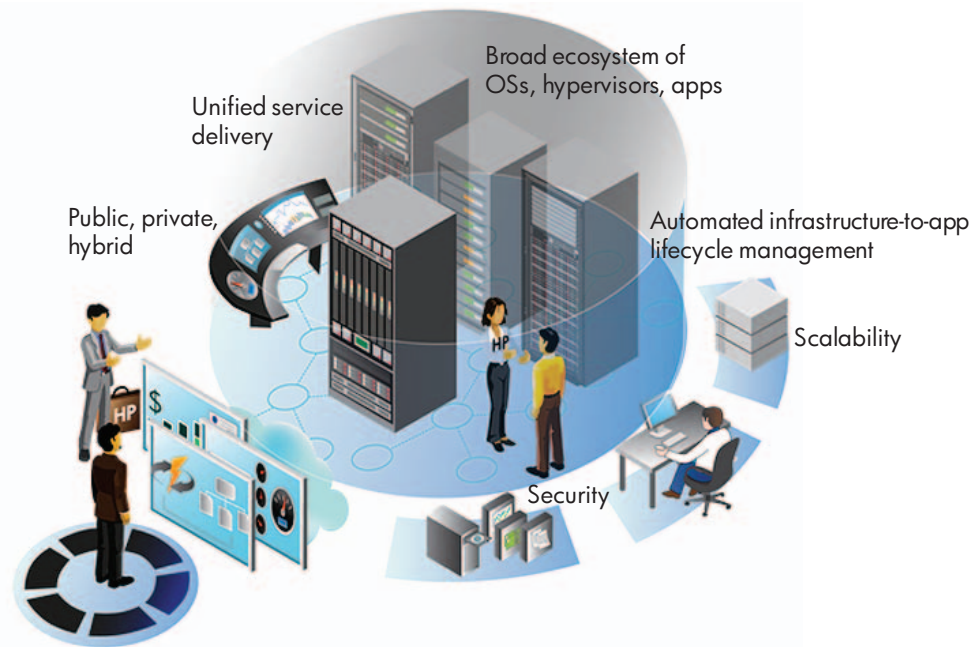 Broad ecosystem of
OSs, hypervisors, apps
Unified service
delivery
Public, private,
hybrid
Automated infrastructure-to-app
lifecycle management
Scalability
HP
HP
$
Security